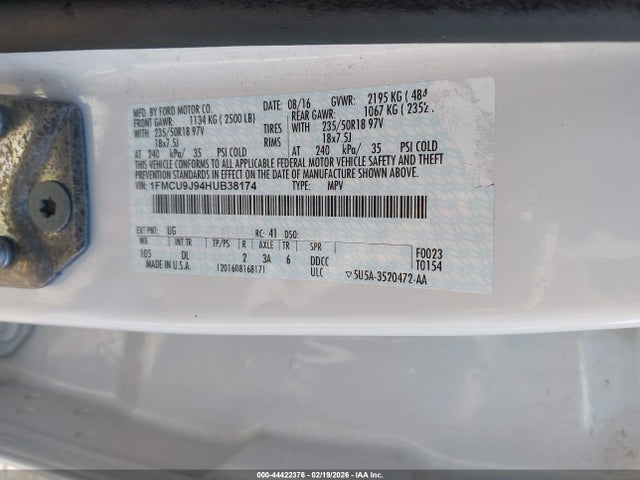 MFD. BY FORD MOTOR CO.
DATE: 08/16 GVWR: 2195 KG ( 484
FRONT GAWR: 1134 KG ( 2500 LB)
REAR GAWR: 1067 KG ( 2352
WITH 235/50R18 97V TIRES WITH 235/50R18 97V
18x7.5J RIMS 18x7.5J
AT 240 kPa/ 35 PSI COLD AT 240 kPa/ 35 PSI COLD
THIS VEHICLE CONFORMS TO ALL APPLICABLE FEDERAL MOTOR VEHICLE SAFETY AND THEFT
PREVENTION STANDARDS IN EFFECT ON THE DATE OF MANUFACTURE SHOWN ABOVE.
VIN: 1FMCU9J94HUB38174 TYPE: MPV
EXT PNT: UG RC: 41 DSO:
WB INT TR TP/PS R A TR SPR
105 DL 2 3A 6 DDCC
F0023
T0154
MADE IN U.S.A. 1201608168171 ULC ▽5U5A-3520472-AA
000-44422376 - 02/19/2026 - IAAI.COM